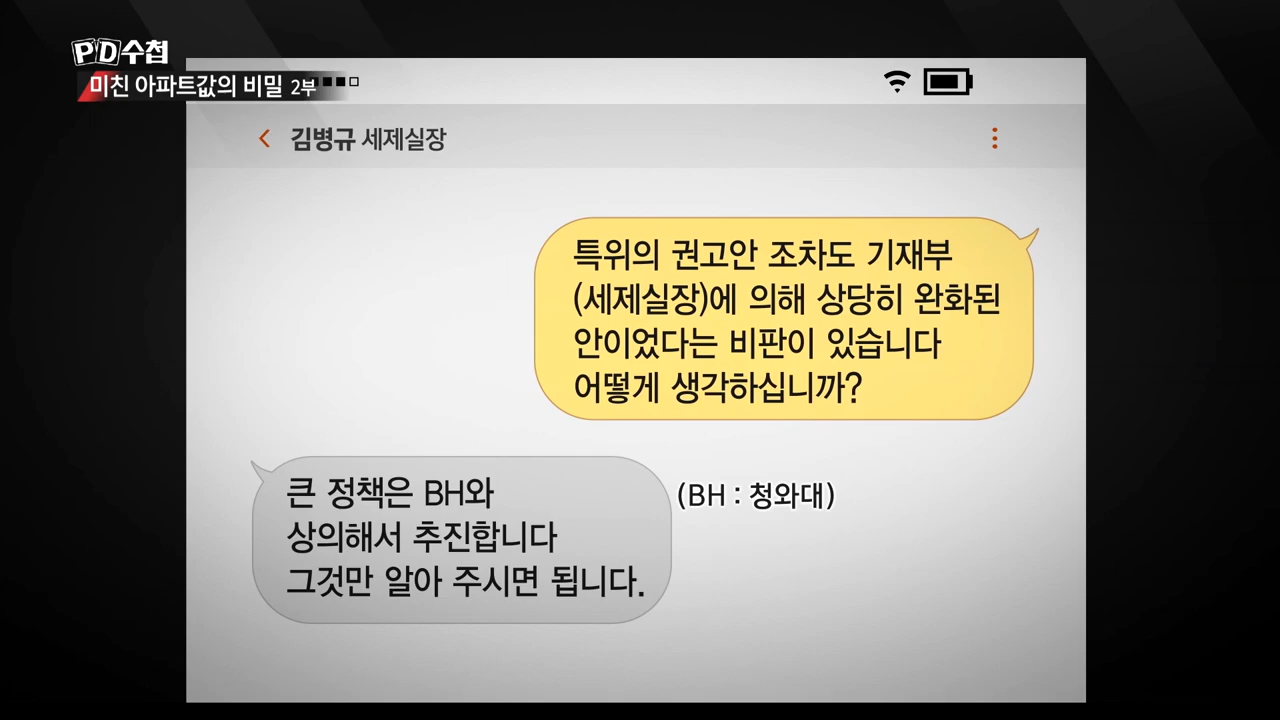 PD수첩
미친 아파트값의 비밀 2부
김병규 세제실장
특위의 권고안 조차도 기재부
(세제실장)에 의해 상당히 완화된
안이었다는 비판이 있습니다
어떻게 생각하십니까?
큰 정책은 BH와
상의해서 추진합니다
그것만 알아 주시면 됩니다.
(BH : 청와대)